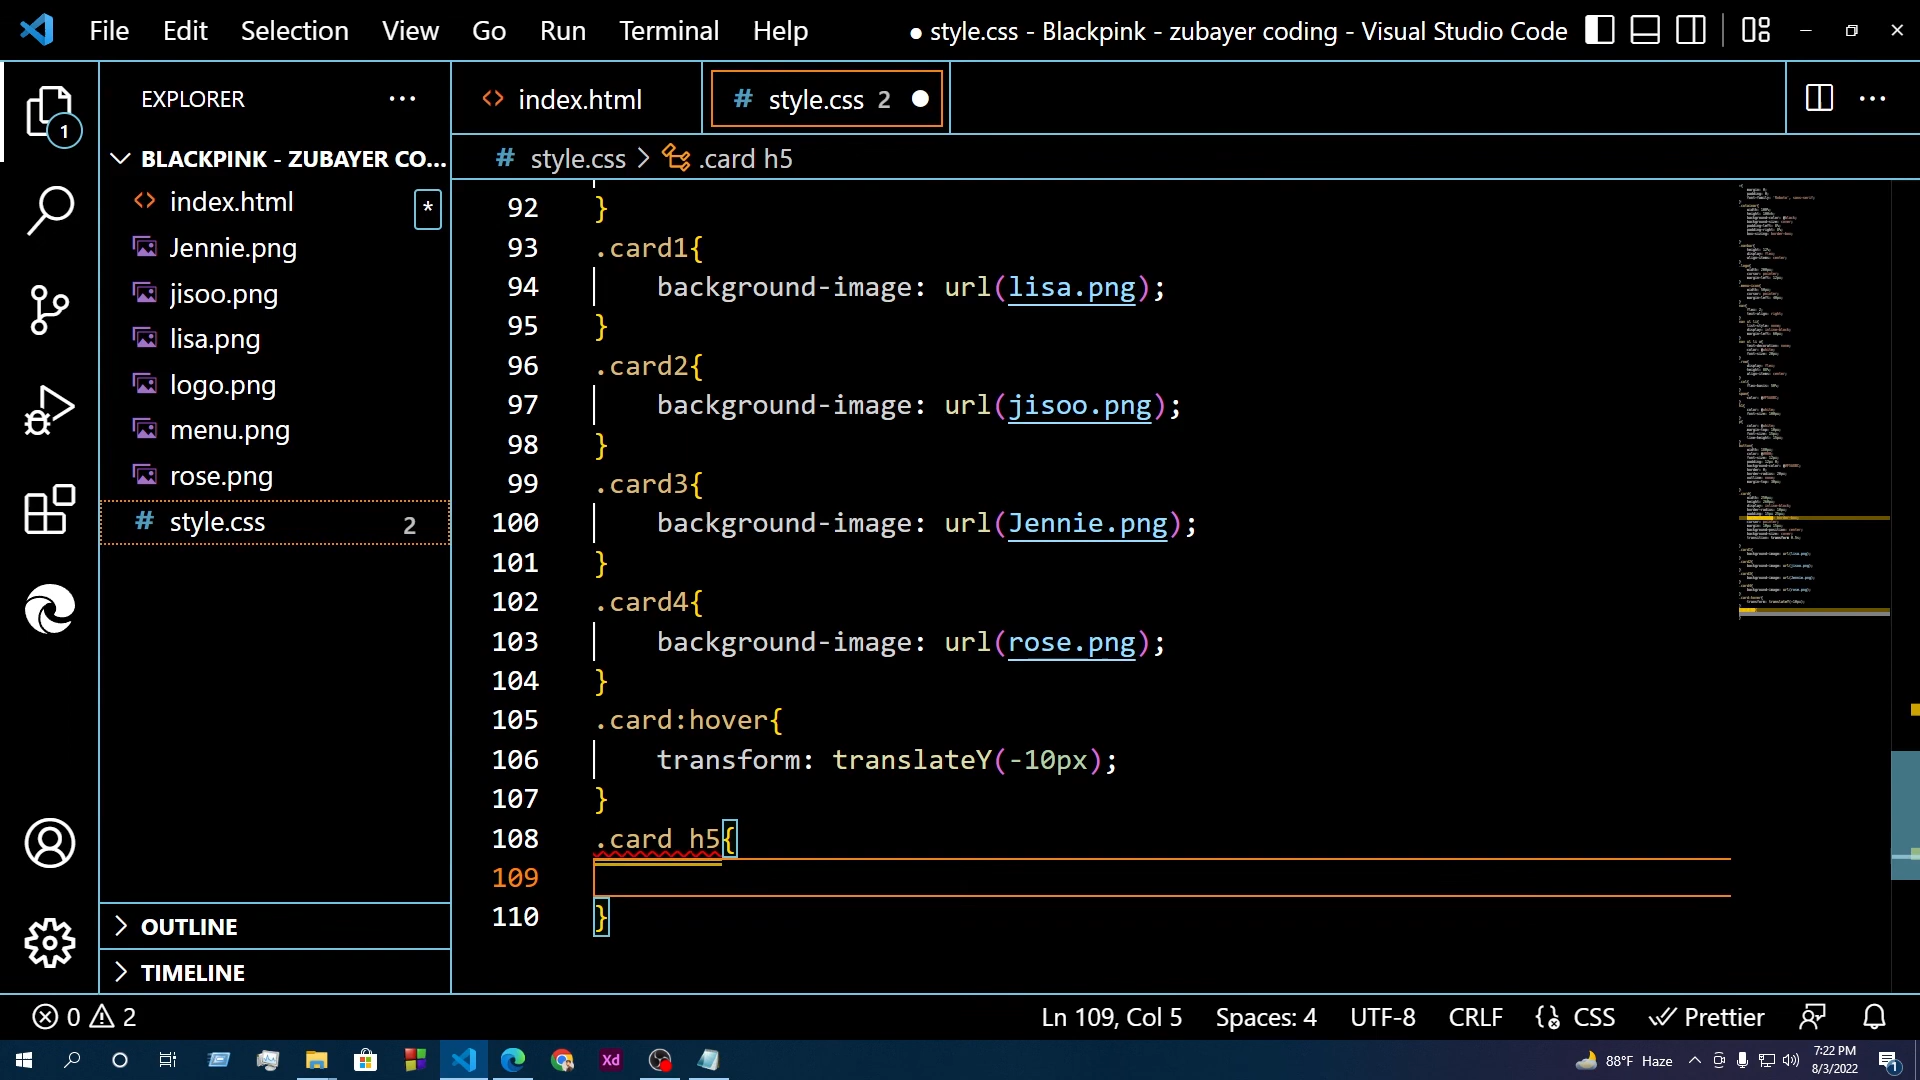 File Edit Selection View Go Run Terminal Help ● style.css - Blackpink - zubayer coding - Visual Studio Code
EXPLORER
index.html
# style.css 2
BLACKPINK - ZUBAYER CO...
# style.css > .card h5
index.html
*
Jennie.png
jisoo.png
lisa.png
logo.png
menu.png
rose.png
# style.css 2
1
92 }
93 .card1{
94 background-image: url(lisa.png);
95 }
96 .card2{
97 background-image: url(jisoo.png);
98 }
99 .card3{
100 background-image: url(Jennie.png);
101 }
102 .card4{
103 background-image: url(rose.png);
104 }
105 .card:hover{
106 transform: translateY(-10px);
107 }
108 .card h5{
109
110 }
OUTLINE
TIMELINE
0 2
Ln 109, Col 5 Spaces: 4 UTF-8 CRLF CSS Prettier
Xd
88°F Haze
7:22 PM
8/3/2022
1